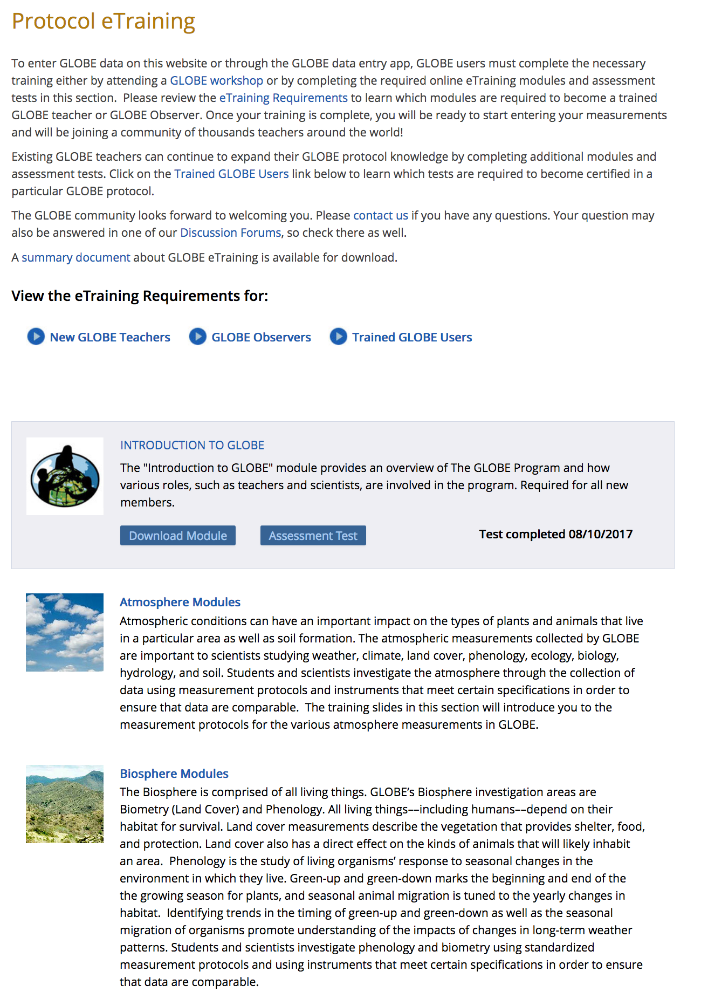 Protocol eTraining
To enter GLOBE data on this website or through the GLOBE data entry app, GLOBE users must complete the necessary
training either by attending a GLOBE workshop or by completing the required online eTraining modules and assessment
tests in this section.  Please review the eTraining Requirements to learn which modules are required to become a trained
GLOBE teacher or GLOBE Observer. Once your training is complete, you will be ready to start entering your measurements
and will be joining a community of thousands teachers around the world!
Existing GLOBE teachers can continue to expand their GLOBE protocol knowledge by completing additional modules and
assessment tests. Click on the Trained GLOBE Users link below to learn which tests are required to become certified in a
particular GLOBE protocol.
The GLOBE community looks forward to welcoming you. Please contact us if you have any questions. Your question may
also be answered in one of our Discussion Forums, so check there as well.
A summary document about GLOBE eTraining is available for download.
View the eTraining Requirements for:
New GLOBE Teachers GLOBE Observers Trained GLOBE Users
INTRODUCTION TO GLOBE
The "Introduction to GLOBE" module provides an overview of The GLOBE Program and how
various roles, such as teachers and scientists, are involved in the program. Required for all new
members.
Download Module Assessment Test Test completed 08/10/2017
Atmosphere Modules
Atmospheric conditions can have an important impact on the types of plants and animals that live
in a particular area as well as soil formation. The atmospheric measurements collected by GLOBE
are important to scientists studying weather, climate, land cover, phenology, ecology, biology,
hydrology, and soil. Students and scientists investigate the atmosphere through the collection of
data using measurement protocols and instruments that meet certain specifications in order to
ensure that data are comparable.  The training slides in this section will introduce you to the
measurement protocols for the various atmosphere measurements in GLOBE.
Biosphere Modules
The Biosphere is comprised of all living things. GLOBE’s Biosphere investigation areas are
Biometry (Land Cover) and Phenology. All living things––including humans––depend on their
habitat for survival. Land cover measurements describe the vegetation that provides shelter, food,
and protection. Land cover also has a direct effect on the kinds of animals that will likely inhabit
an area.  Phenology is the study of living organisms’ response to seasonal changes in the
environment in which they live. Green-up and green-down marks the beginning and end of the
the growing season for plants, and seasonal animal migration is tuned to the yearly changes in
habitat.  Identifying trends in the timing of green-up and green-down as well as the seasonal
migration of organisms promote understanding of the impacts of changes in long-term weather
patterns. Students and scientists investigate phenology and biometry using standardized
measurement protocols and using instruments that meet certain specifications in order to ensure
that data are comparable.